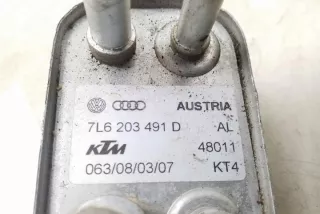 AUSTRIA
7L6 203 491 D AL
KTM 48011
063/08/03/07 KT4